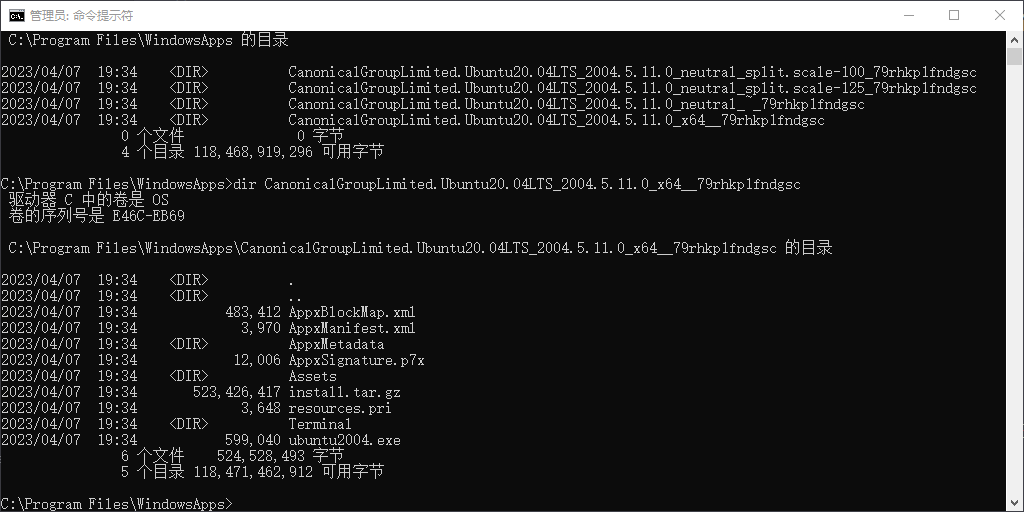 管理员: 命令提示符
C:\Program Files\WindowsApps 的目录
2023/04/07  19:34    <DIR>          CanonicalGroupLimited.Ubuntu20.04LTS_2004.5.11.0_neutral_split.scale-100_79rhkp1fndgsc
2023/04/07  19:34    <DIR>          CanonicalGroupLimited.Ubuntu20.04LTS_2004.5.11.0_neutral_split.scale-125_79rhkp1fndgsc
2023/04/07  19:34    <DIR>          CanonicalGroupLimited.Ubuntu20.04LTS_2004.5.11.0_neutral_~_79rhkp1fndgsc
2023/04/07  19:34    <DIR>          CanonicalGroupLimited.Ubuntu20.04LTS_2004.5.11.0_x64__79rhkp1fndgsc
0 个文件              0 字节
4 个目录 118,468,919,296 可用字节
C:\Program Files\WindowsApps>dir CanonicalGroupLimited.Ubuntu20.04LTS_2004.5.11.0_x64__79rhkp1fndgsc
驱动器 C 中的卷是 OS
卷的序列号是 E46C-EB69
C:\Program Files\WindowsApps\CanonicalGroupLimited.Ubuntu20.04LTS_2004.5.11.0_x64__79rhkp1fndgsc 的目录
2023/04/07  19:34    <DIR>          .
2023/04/07  19:34    <DIR>          ..
2023/04/07  19:34           483,412 AppxBlockMap.xml
2023/04/07  19:34             3,970 AppxManifest.xml
2023/04/07  19:34    <DIR>          AppxMetadata
2023/04/07  19:34            12,006 AppxSignature.p7x
2023/04/07  19:34    <DIR>          Assets
2023/04/07  19:34       523,426,417 install.tar.gz
2023/04/07  19:34             3,648 resources.pri
2023/04/07  19:34    <DIR>          Terminal
2023/04/07  19:34           599,040 ubuntu2004.exe
6 个文件    524,528,493 字节
5 个目录 118,471,462,912 可用字节
C:\Program Files\WindowsApps>